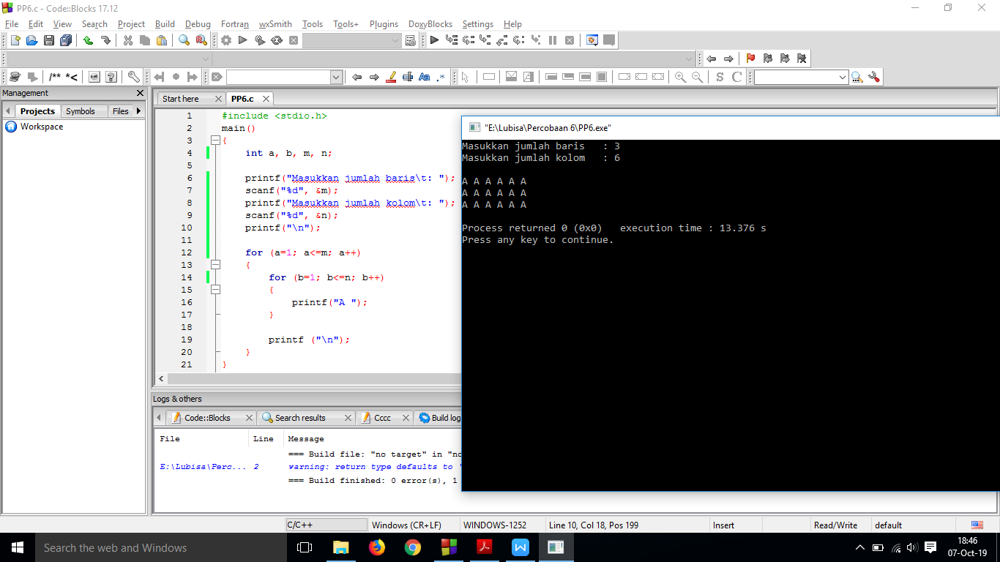 PP6.c - Code::Blocks 17.12
File Edit View Search Project Build Debug Fortran wxSmith Tools Tools+ Plugins DoxyBlocks Settings Help
/** *<
Aa .*
S C
Management
Projects Symbols Files
Workspace
Start here PP6.c
1 #include <stdio.h>
2 main()
3 {
4 int a, b, m, n;
5
6 printf("Masukkan jumlah baris\t: ");
7 scanf("%d", &m);
8 printf("Masukkan jumlah kolom\t: ");
9 scanf("%d", &n);
10 printf("\n");
11
12 for (a=1; a<=m; a++)
13 {
14 for (b=1; b<=n; b++)
15 {
16 printf("A ");
17 }
18
19 printf ("\n");
20 }
21 }
"E:\Lubisa\Percobaan 6\PP6.exe"
Masukkan jumlah baris : 3
Masukkan jumlah kolom : 6
A A A A A A
A A A A A A
A A A A A A
Process returned 0 (0x0) execution time : 13.376 s
Press any key to continue.
Logs & others
Code::Blocks Search results Cccc Build log
File Line Message
=== Build file: "no target" in "no
E:\Lubisa\Perc... 2 warning: return type defaults to '
=== Build finished: 0 error(s), 1
C/C++ Windows (CR+LF) WINDOWS-1252 Line 10, Col 18, Pos 199 Insert Read/Write default
Search the web and Windows
18:46
07-Oct-19